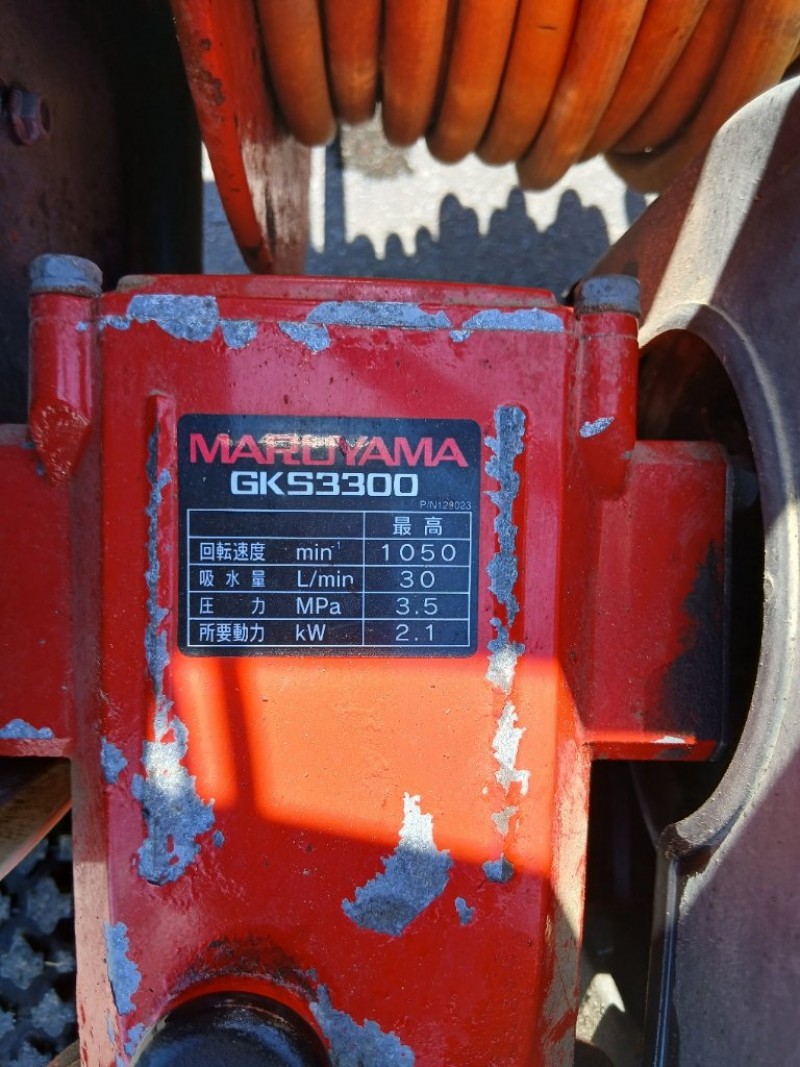 MARUYAMA
GKS3300
P/N129023
最高
回転速度 min⁻¹ 1050
吸水量 L/min 30
圧力 MPa 3.5
所要動力 kW 2.1